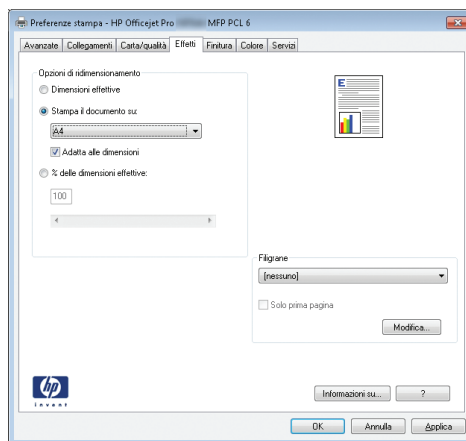 Preferenze stampa - HP Officejet Pro MFP PCL 6
Avanzate Collegamenti Carta/qualità Effetti Finitura Colore Servizi
Opzioni di ridimensionamento
Dimensioni effettive
Stampa il documento su:
A4
Adatta alle dimensioni
% delle dimensioni effettive:
100
E
Filigrane
[nessuno]
Solo prima pagina
Modifica...
hp
invent
Informazioni su... ?
OK Annulla Applica